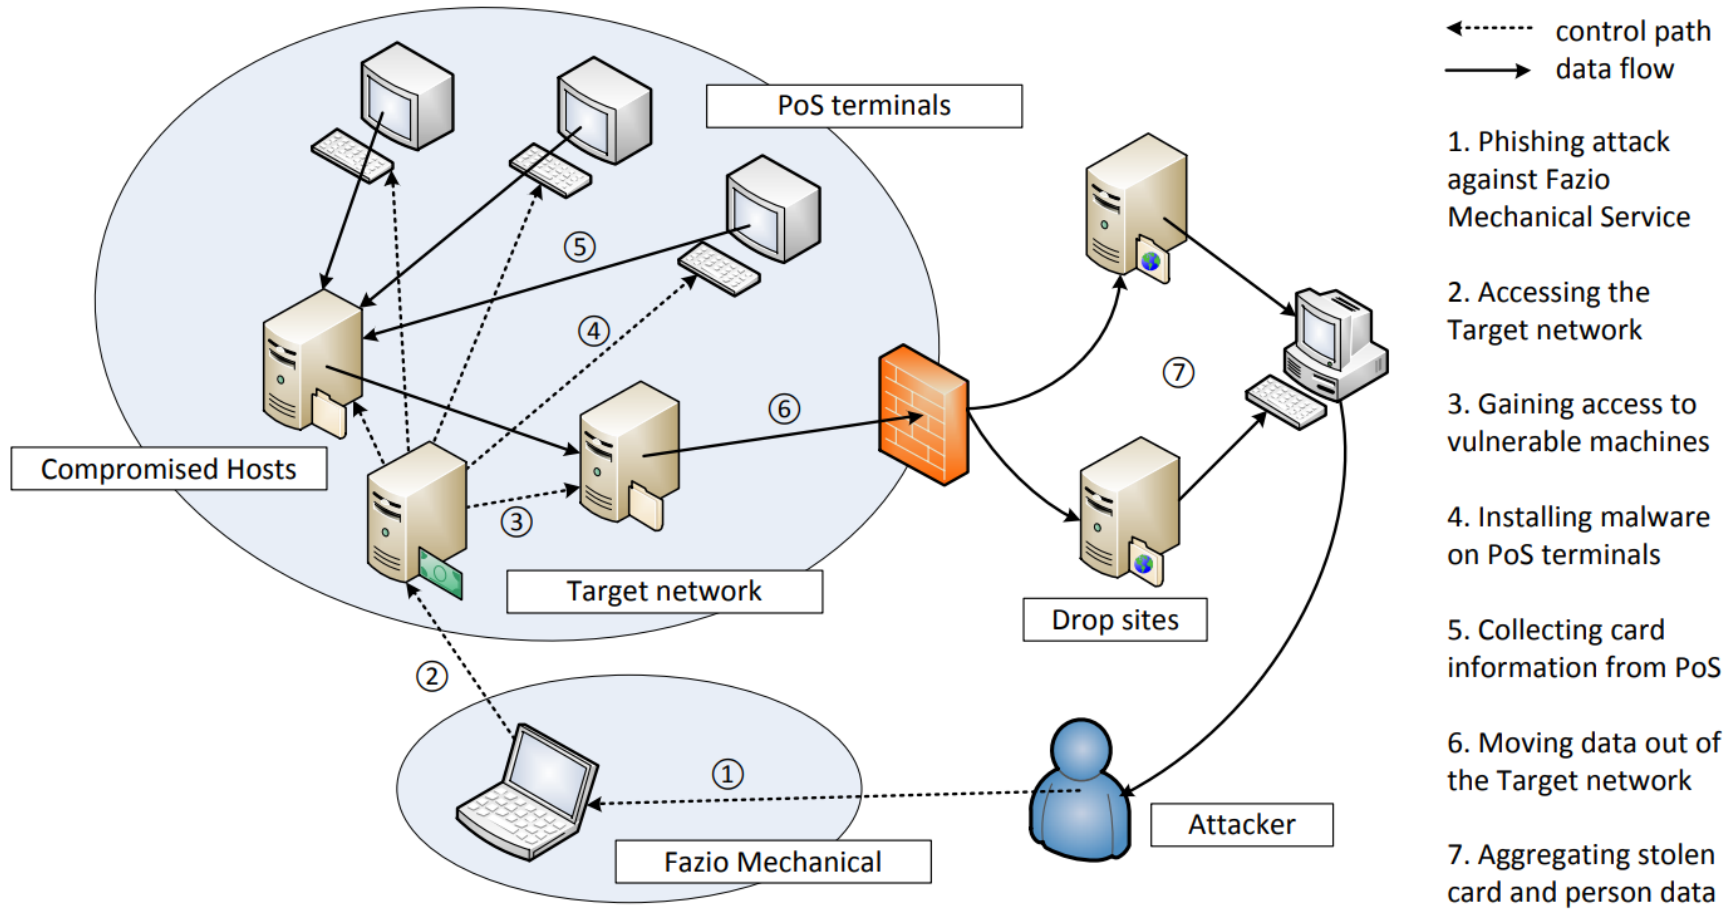 control path
data flow
PoS terminals
⑤
④
⑦
⑥
Compromised Hosts
③
Target network
Drop sites
②
①
Attacker
Fazio Mechanical
1. Phishing attack
against Fazio
Mechanical Service
2. Accessing the
Target network
3. Gaining access to
vulnerable machines
4. Installing malware
on PoS terminals
5. Collecting card
information from PoS
6. Moving data out of
the Target network
7. Aggregating stolen
card and person data